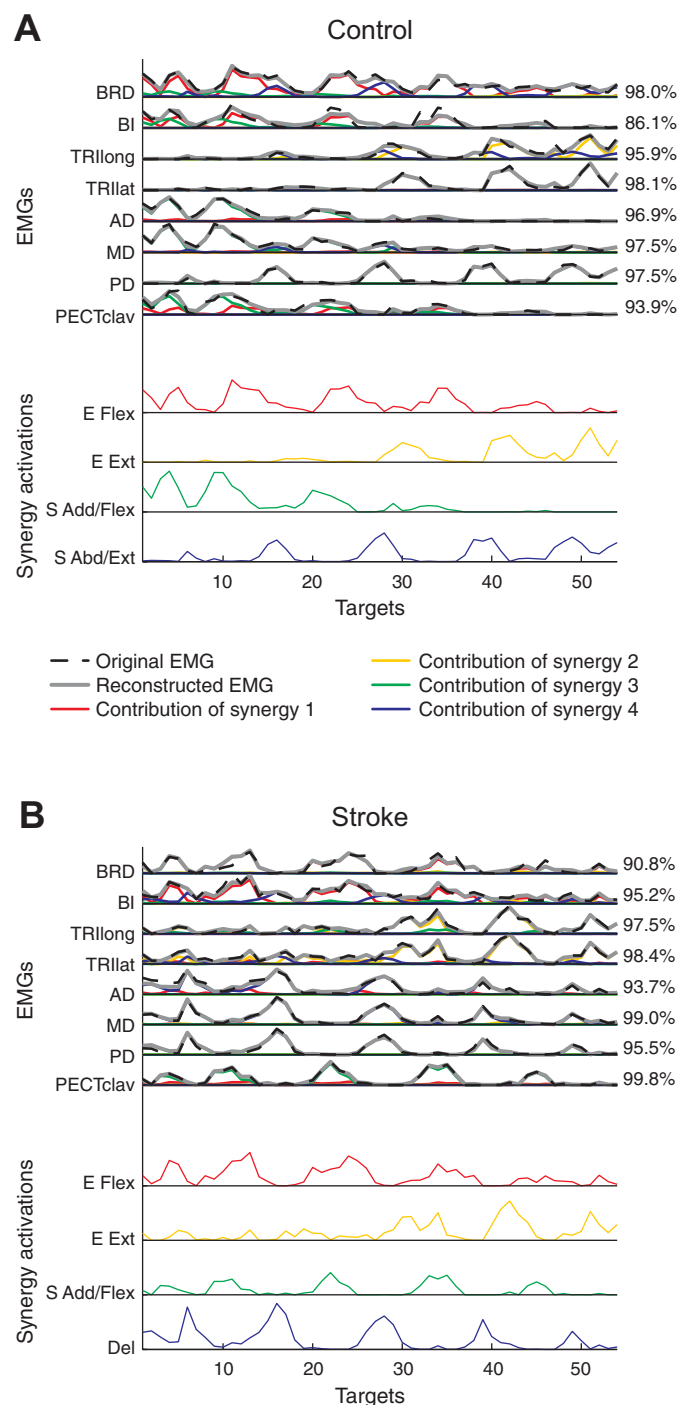 A
Control
BRD 98.0%
BI 86.1%
TRIlong 95.9%
TRIlat 98.1%
AD 96.9%
MD 97.5%
PD 97.5%
PECTclav 93.9%
EMGs
E Flex
E Ext
S Add/Flex
S Abd/Ext
Synergy activations
10 20 30 40 50
Targets
Original EMG
Reconstructed EMG
Contribution of synergy 1
Contribution of synergy 2
Contribution of synergy 3
Contribution of synergy 4
B
Stroke
BRD 90.8%
BI 95.2%
TRIlong 97.5%
TRIlat 98.4%
AD 93.7%
MD 99.0%
PD 95.5%
PECTclav 99.8%
EMGs
E Flex
E Ext
S Add/Flex
Del
Synergy activations
10 20 30 40 50
Targets